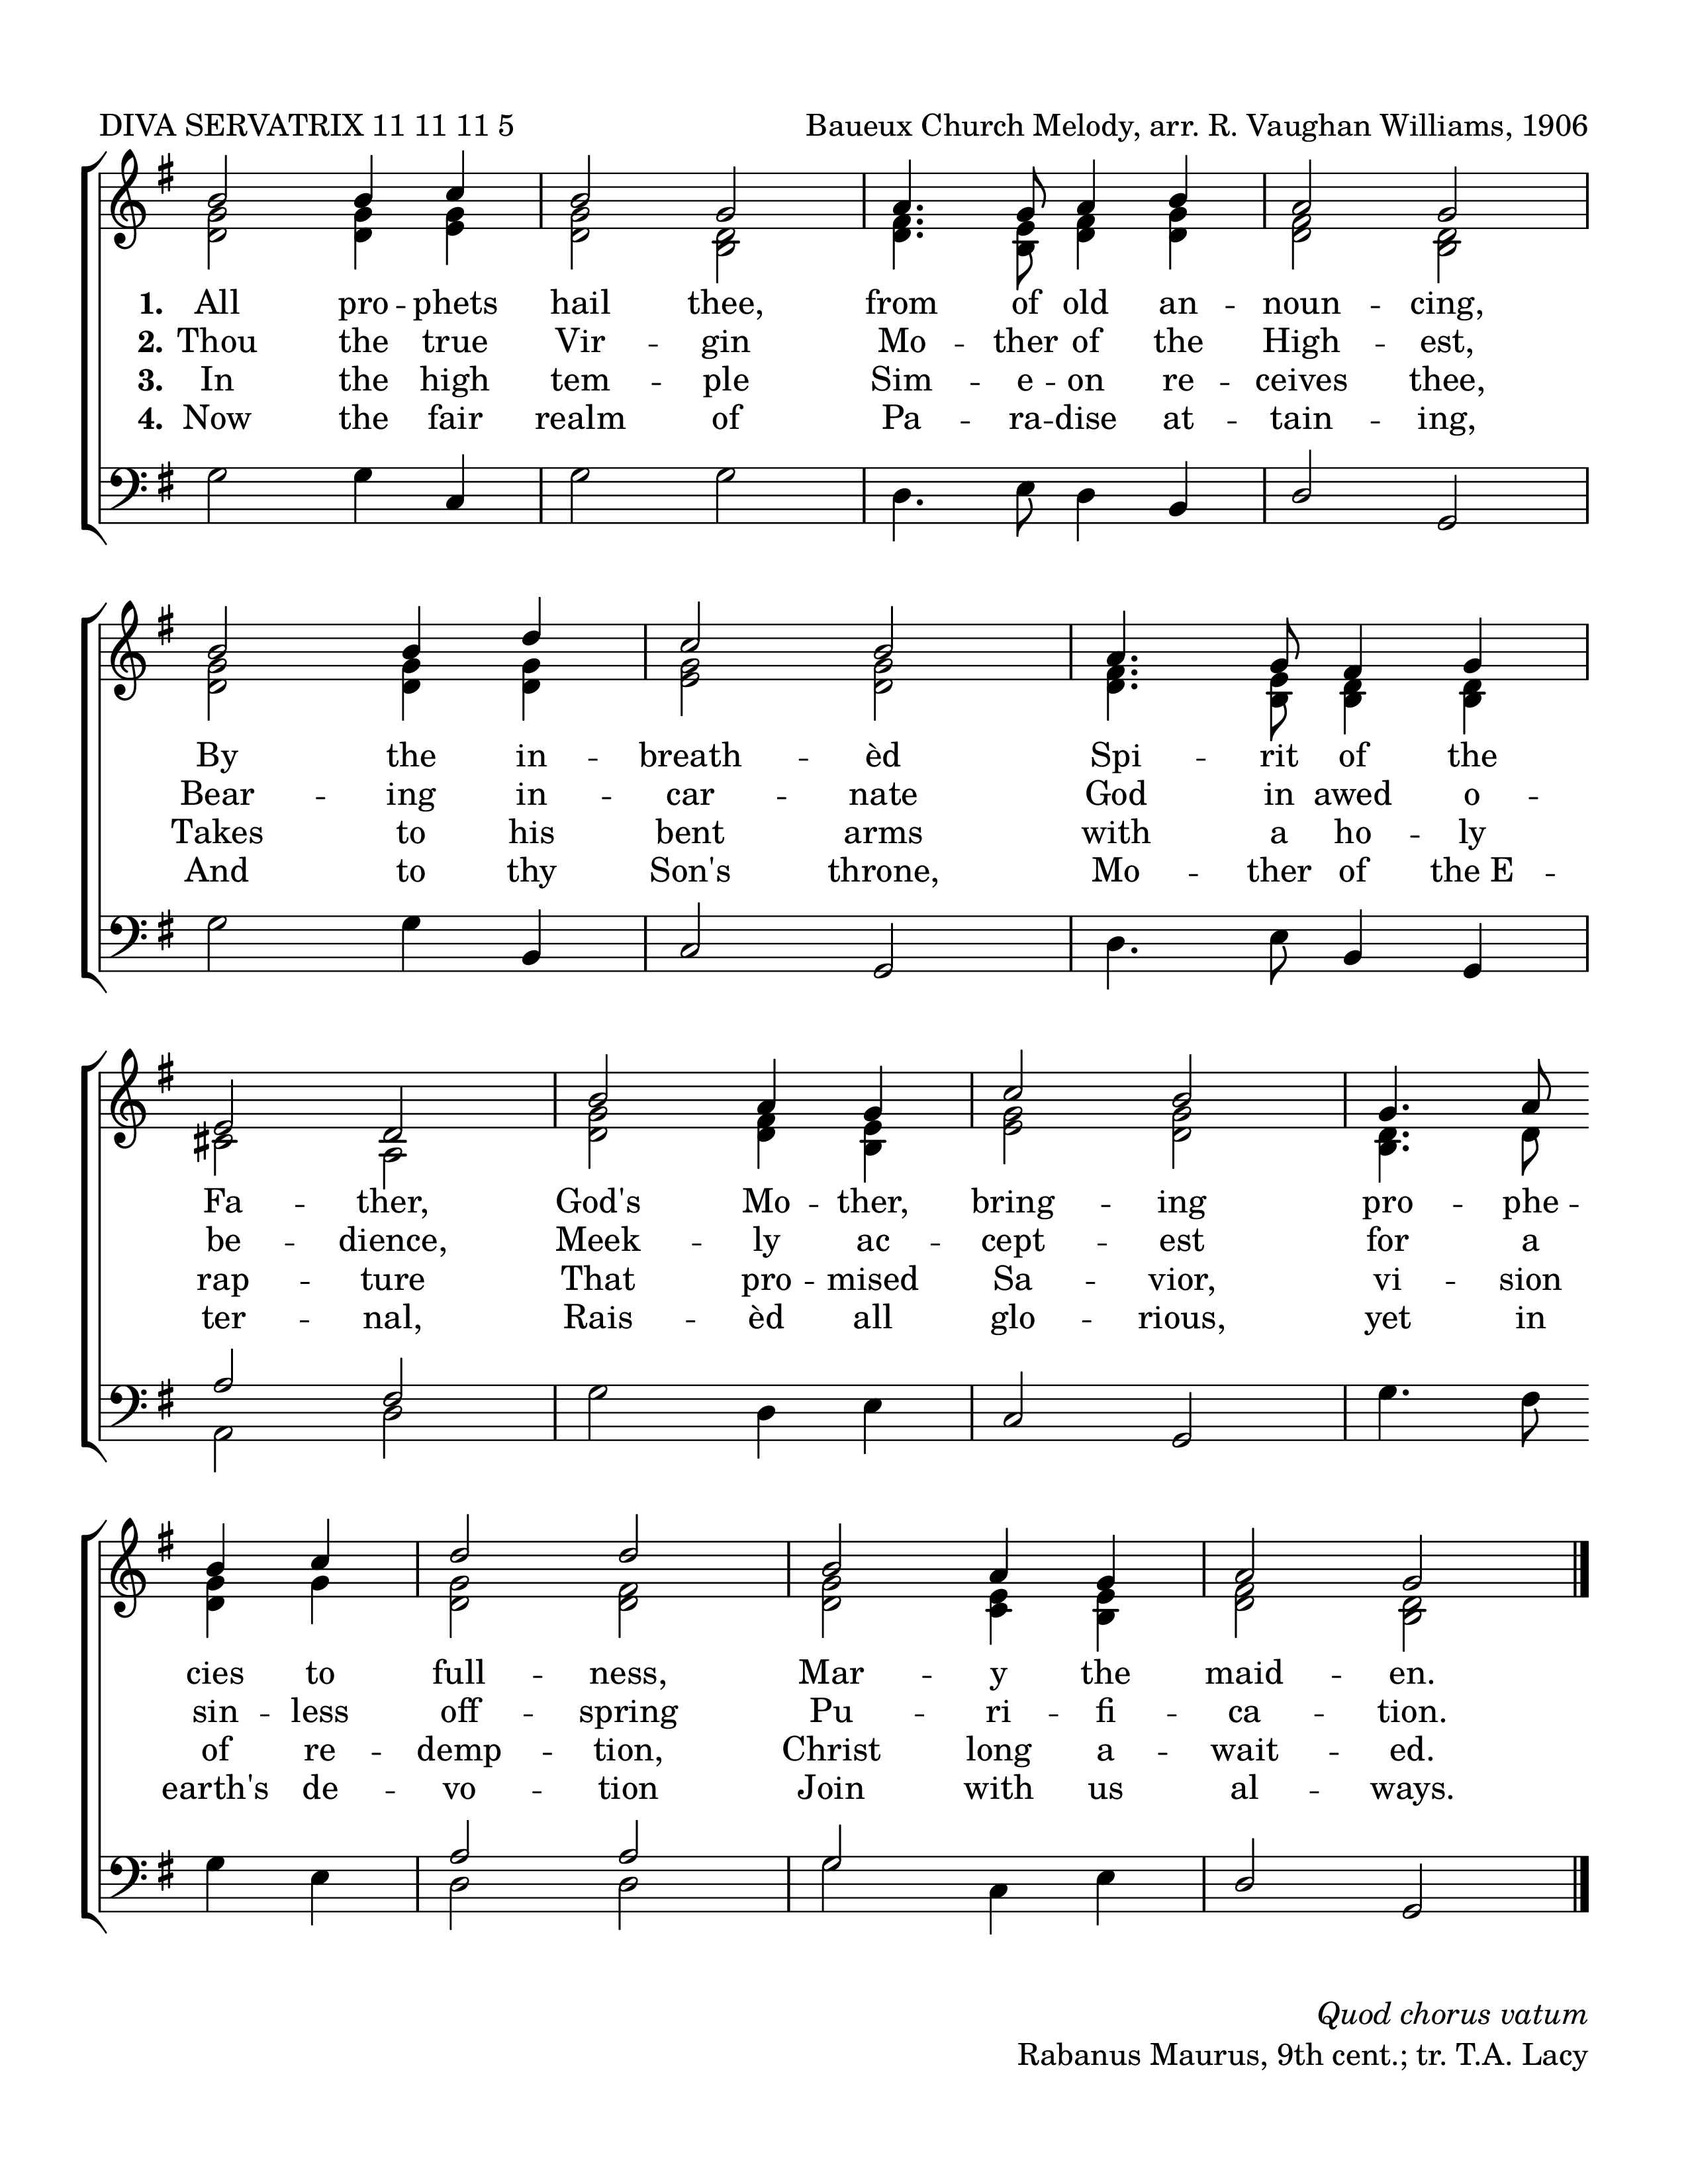 DIVA SERVATRIX 11 11 11 5 Baueux Church Melody, arr. R. Vaughan Williams, 1906
1. All pro -- phets hail thee, from of old an -- noun -- cing,
2. Thou the true Vir -- gin Mo -- ther of the High -- est,
3. In the high tem -- ple Sim -- e -- on re -- ceives thee,
4. Now the fair realm of Pa -- ra -- dise at -- tain -- ing,
By the in -- breath -- èd Spi -- rit of the
Bear -- ing in -- car -- nate God in awed o --
Takes to his bent arms with a ho -- ly
And to thy Son's throne, Mo -- ther of the E --
Fa -- ther, God's Mo -- ther, bring -- ing pro -- phe --
be -- dience, Meek -- ly ac -- cept -- est for a
rap -- ture That pro -- mised Sa -- vior, vi -- sion
ter -- nal, Rais -- èd all glo -- rious, yet in
cies to full -- ness, Mar -- y the maid -- en.
sin -- less off -- spring Pu -- ri -- fi -- ca -- tion.
of re -- demp -- tion, Christ long a -- wait -- ed.
earth's de -- vo -- tion Join with us al -- ways.
Quod chorus vatum
Rabanus Maurus, 9th cent.; tr. T.A. Lacy